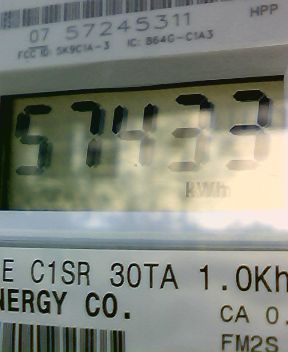 HPP
07 57245311
FCC ID: SK9C1A-3 IC: 864G-C1A3
57433
kWh
E C1SR 30TA 1.0Kh
NERGY CO.
CA 0.
FM2S